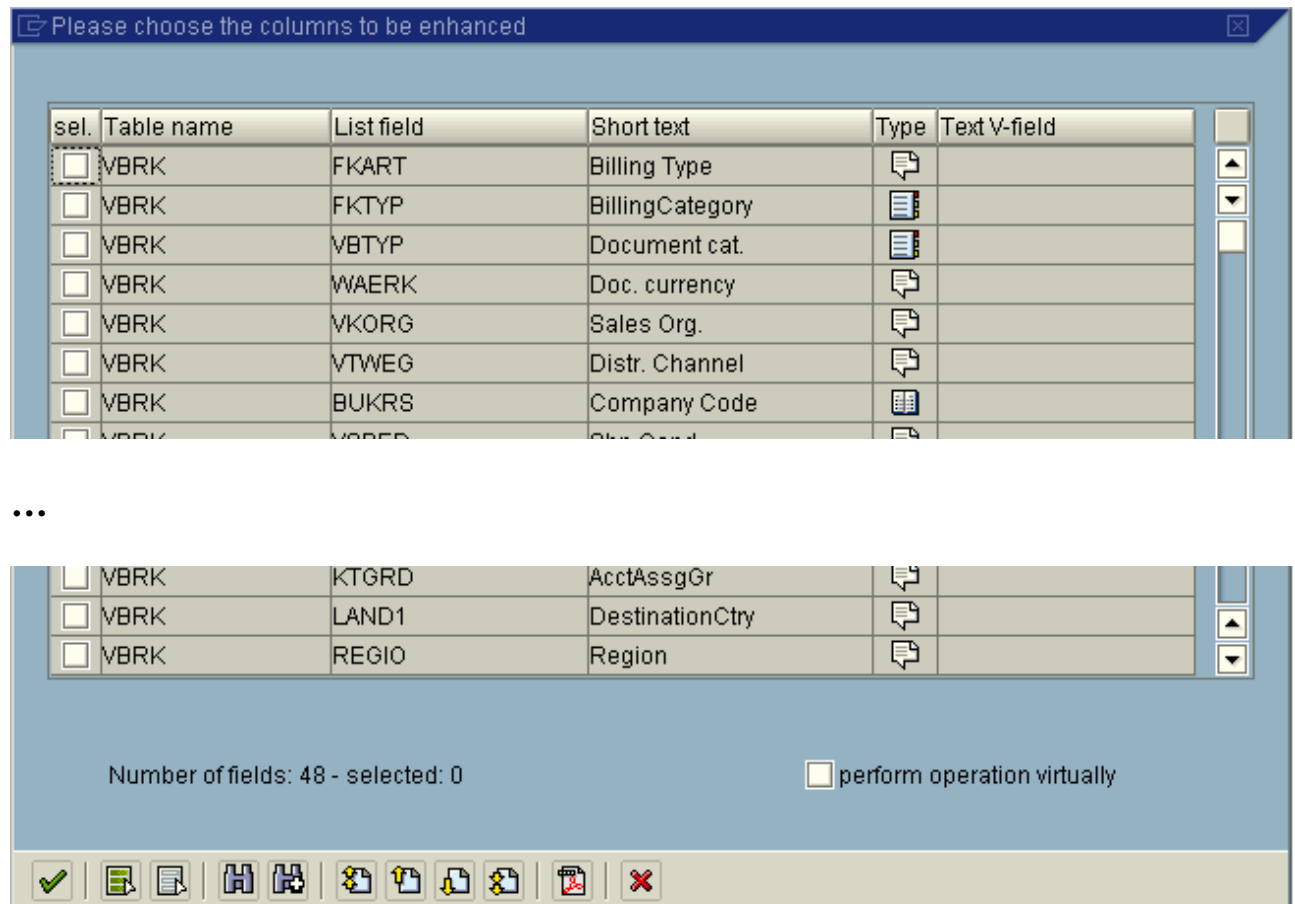 Please choose the columns to be enhanced
sel. Table name List field Short text Type Text V-field
VBRK FKART Billing Type
VBRK FKTYP BillingCategory
VBRK VBTYP Document cat.
VBRK WAERK Doc. currency
VBRK VKORG Sales Org.
VBRK VTWEG Distr. Channel
VBRK BUKRS Company Code
...
VBRK KTGRD AcctAssgGr
VBRK LAND1 DestinationCtry
VBRK REGIO Region
Number of fields: 48 - selected: 0 perform operation virtually